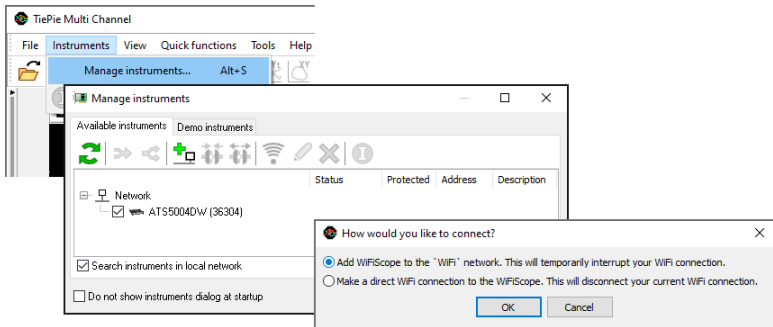 TiePie Multi Channel
File Instruments View Quick functions Tools Help
Manage instruments... Alt+S
Manage instruments
Available instruments Demo instruments
Status Protected Address Description
Network
ATS5004DW (36304)
Search instruments in local network
Do not show instruments dialog at startup
How would you like to connect?
Add WiFiScope to the `WiFi` network. This will temporarily interrupt your WiFi connection.
Make a direct WiFi connection to the WiFiScope. This will disconnect your current WiFi connection.
OK Cancel